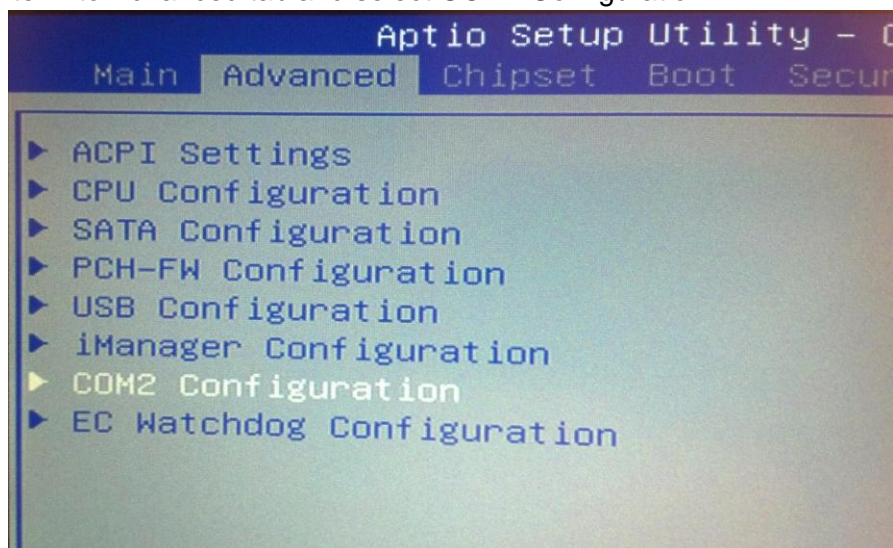 Aptio Setup Utility –
Main Advanced Chipset Boot Secur
ACPI Settings
CPU Configuration
SATA Configuration
PCH-FW Configuration
USB Configuration
iManager Configuration
COM2 Configuration
EC Watchdog Configuration